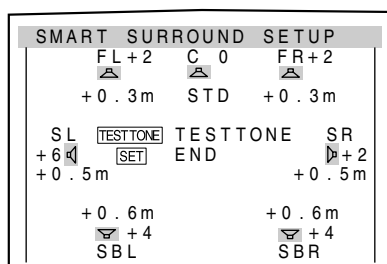 SMART SURROUND SETUP
FL+2 C 0 FR+2
+0.3m STD +0.3m
SL TESTTONE TESTTONE SR
+6 SET END +2
+0.5m +0.5m
+0.6m +0.6m
+4 +4
SBL SBR